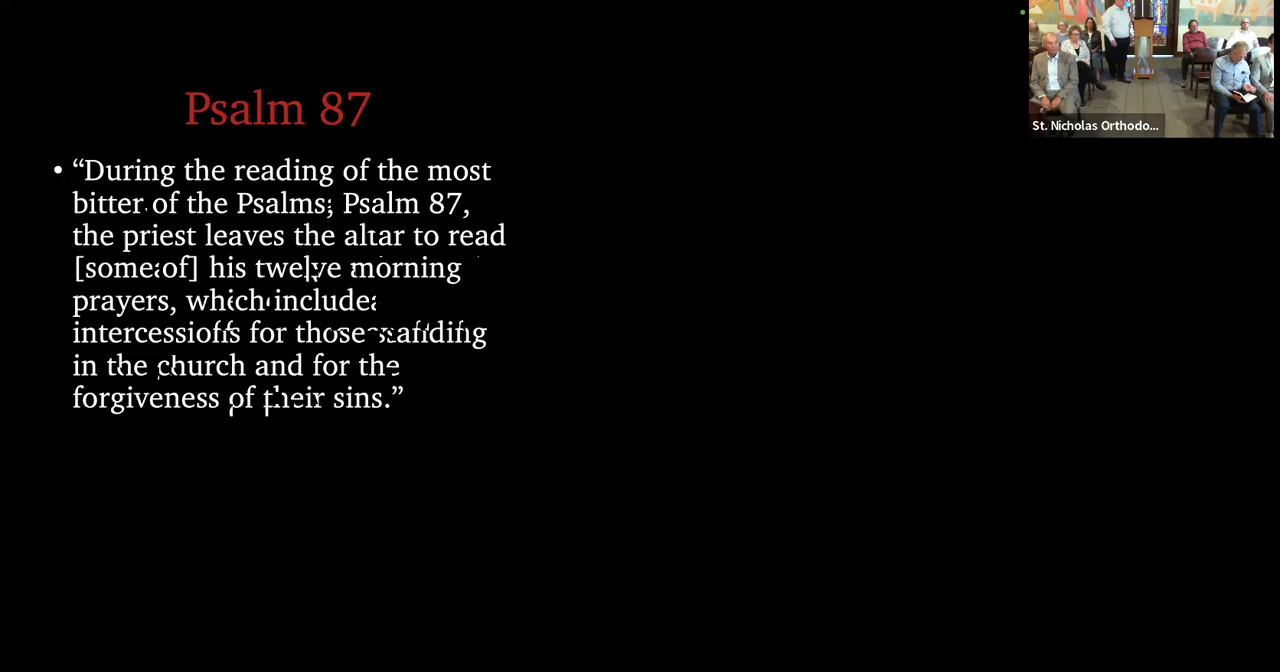 Psalm 87
• “During the reading of the most
bitter of the Psalms, Psalm 87,
the priest leaves the altar to read
[some of] his twelve morning
prayers, which include
intercessions for those standing
in the church and for the
forgiveness of their sins.”
St. Nicholas Orthodo...